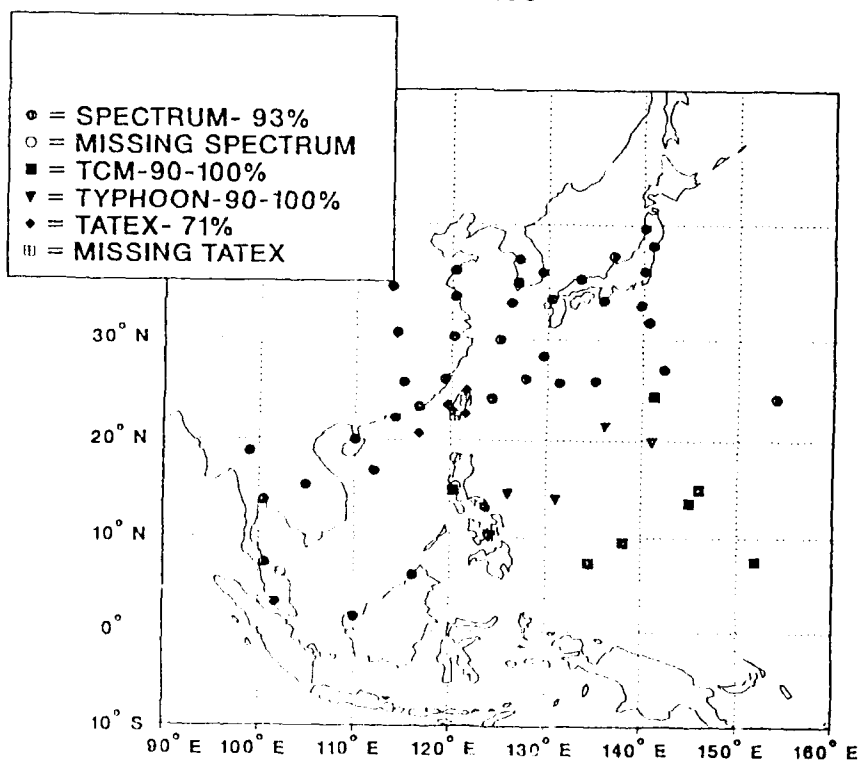 = SPECTRUM- 93%
= MISSING SPECTRUM
= TCM-90-100%
= TYPHOON-90-100%
= TATEX- 71%
= MISSING TATEX
30° N
20° N
10° N
0°
10° S
90° E 100° E 110° E 120° E 130° E 140° E 150° E 160° E